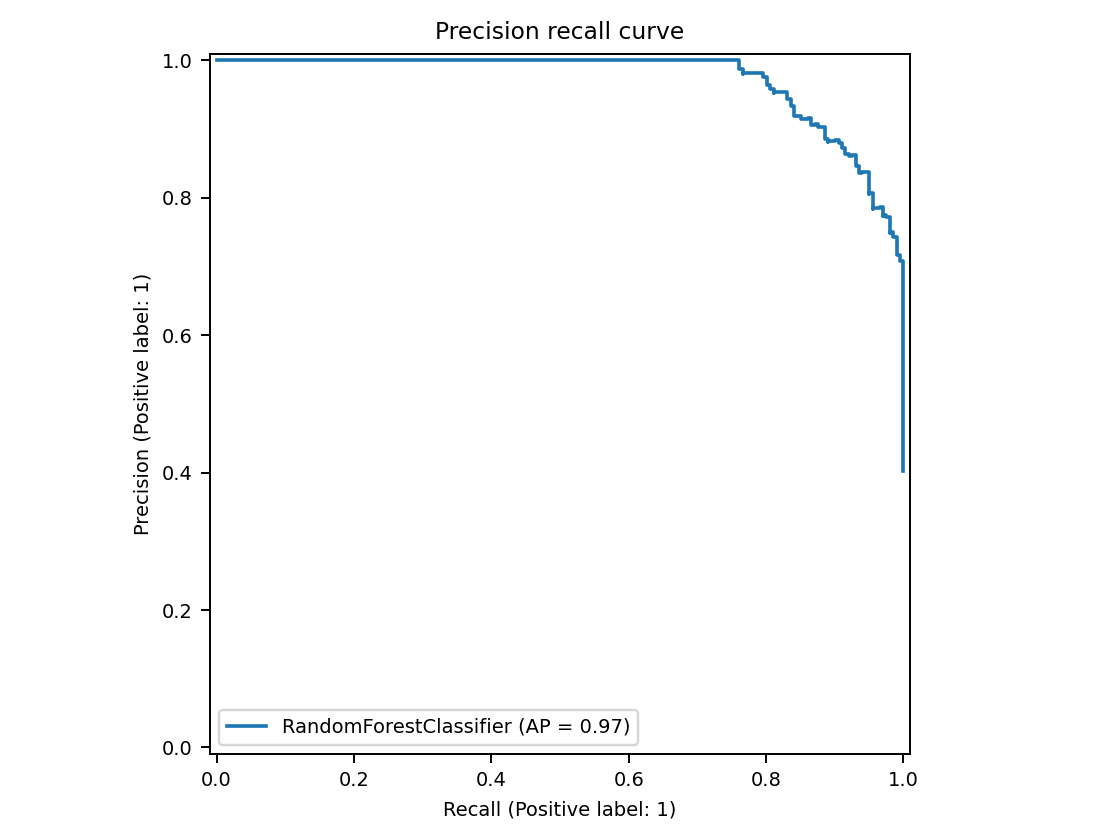 Precision recall curve
1.0
0.8
0.6
0.4
0.2
0.0
Precision (Positive label: 1)
RandomForestClassifier (AP = 0.97)
0.0 0.2 0.4 0.6 0.8 1.0
Recall (Positive label: 1)